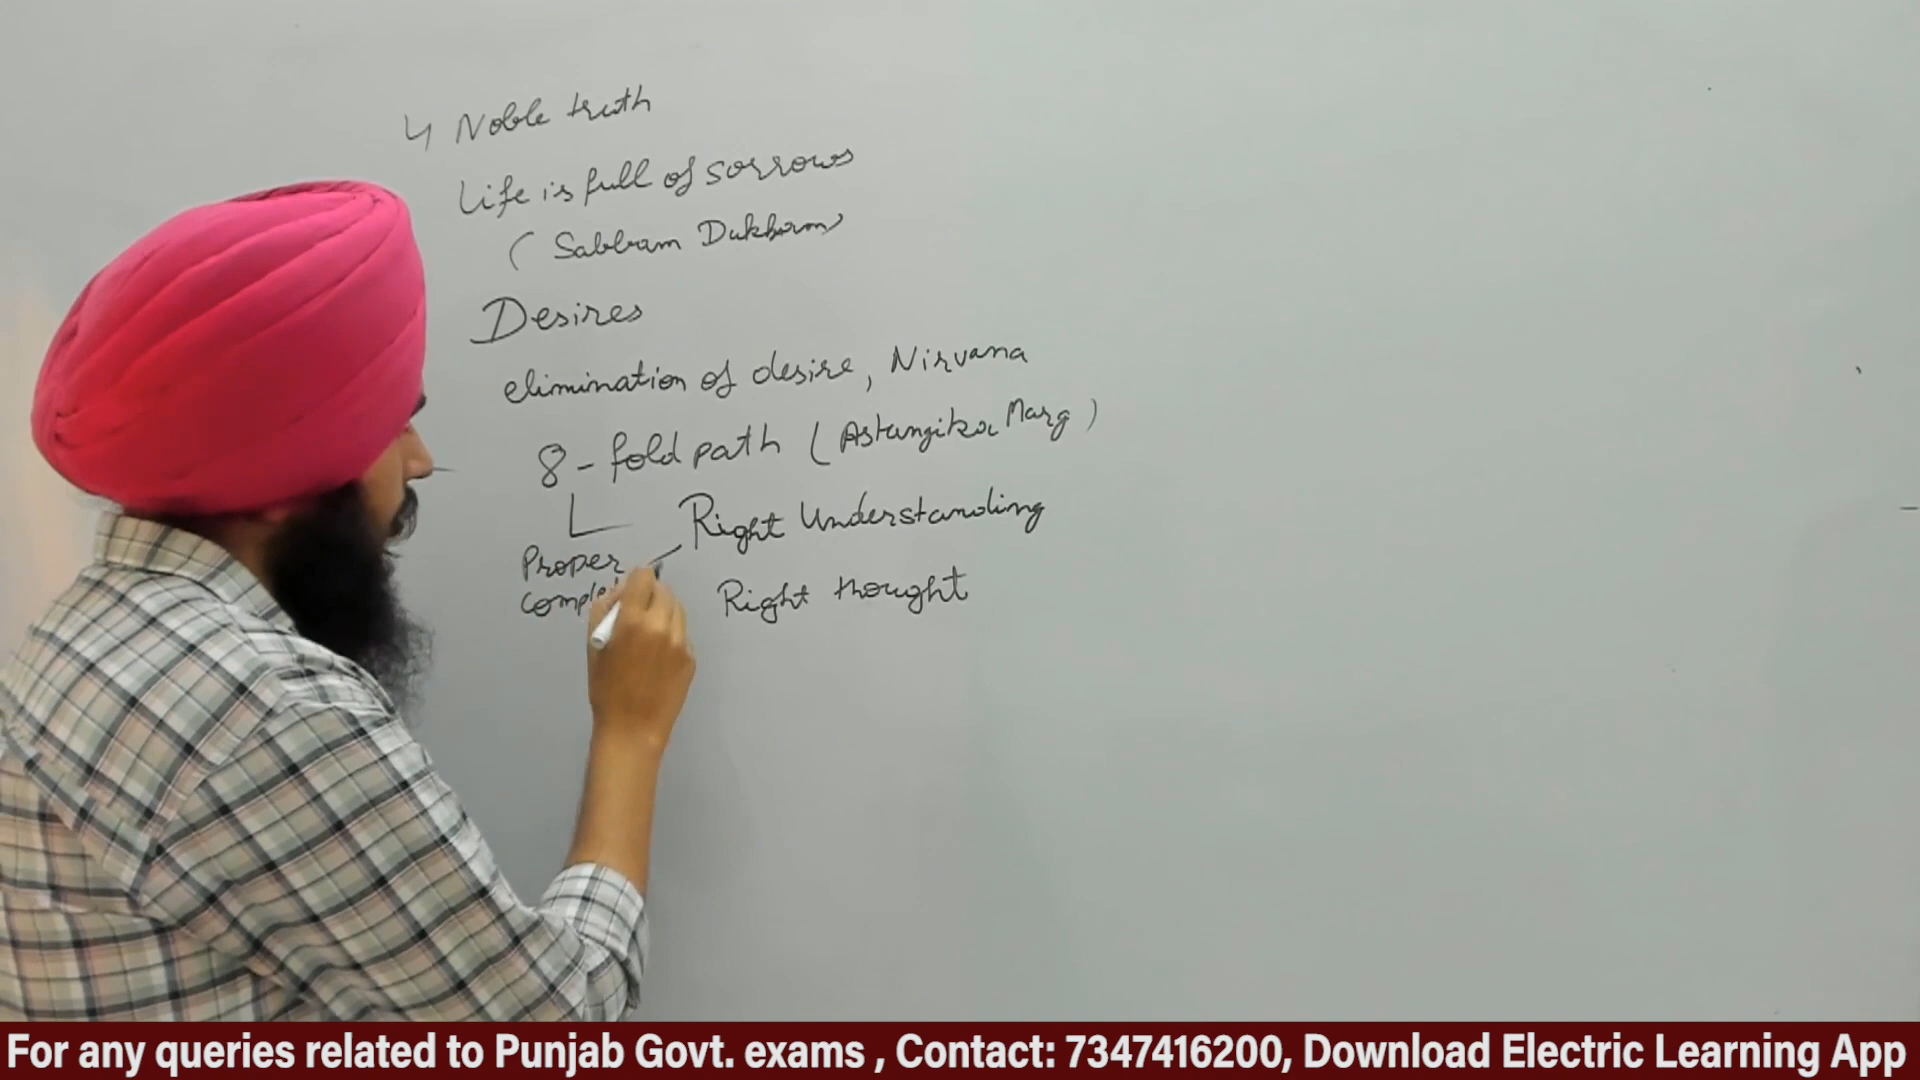 4 Noble truth
Life is full of sorrows
( Sabbam Dukham)
Desires
elimination of desire, Nirvana
8-fold path (Astangika Marg)
Right Understanding
Proper
Right thought
For any queries related to Punjab Govt. exams , Contact: 7347416200, Download Electric Learning App